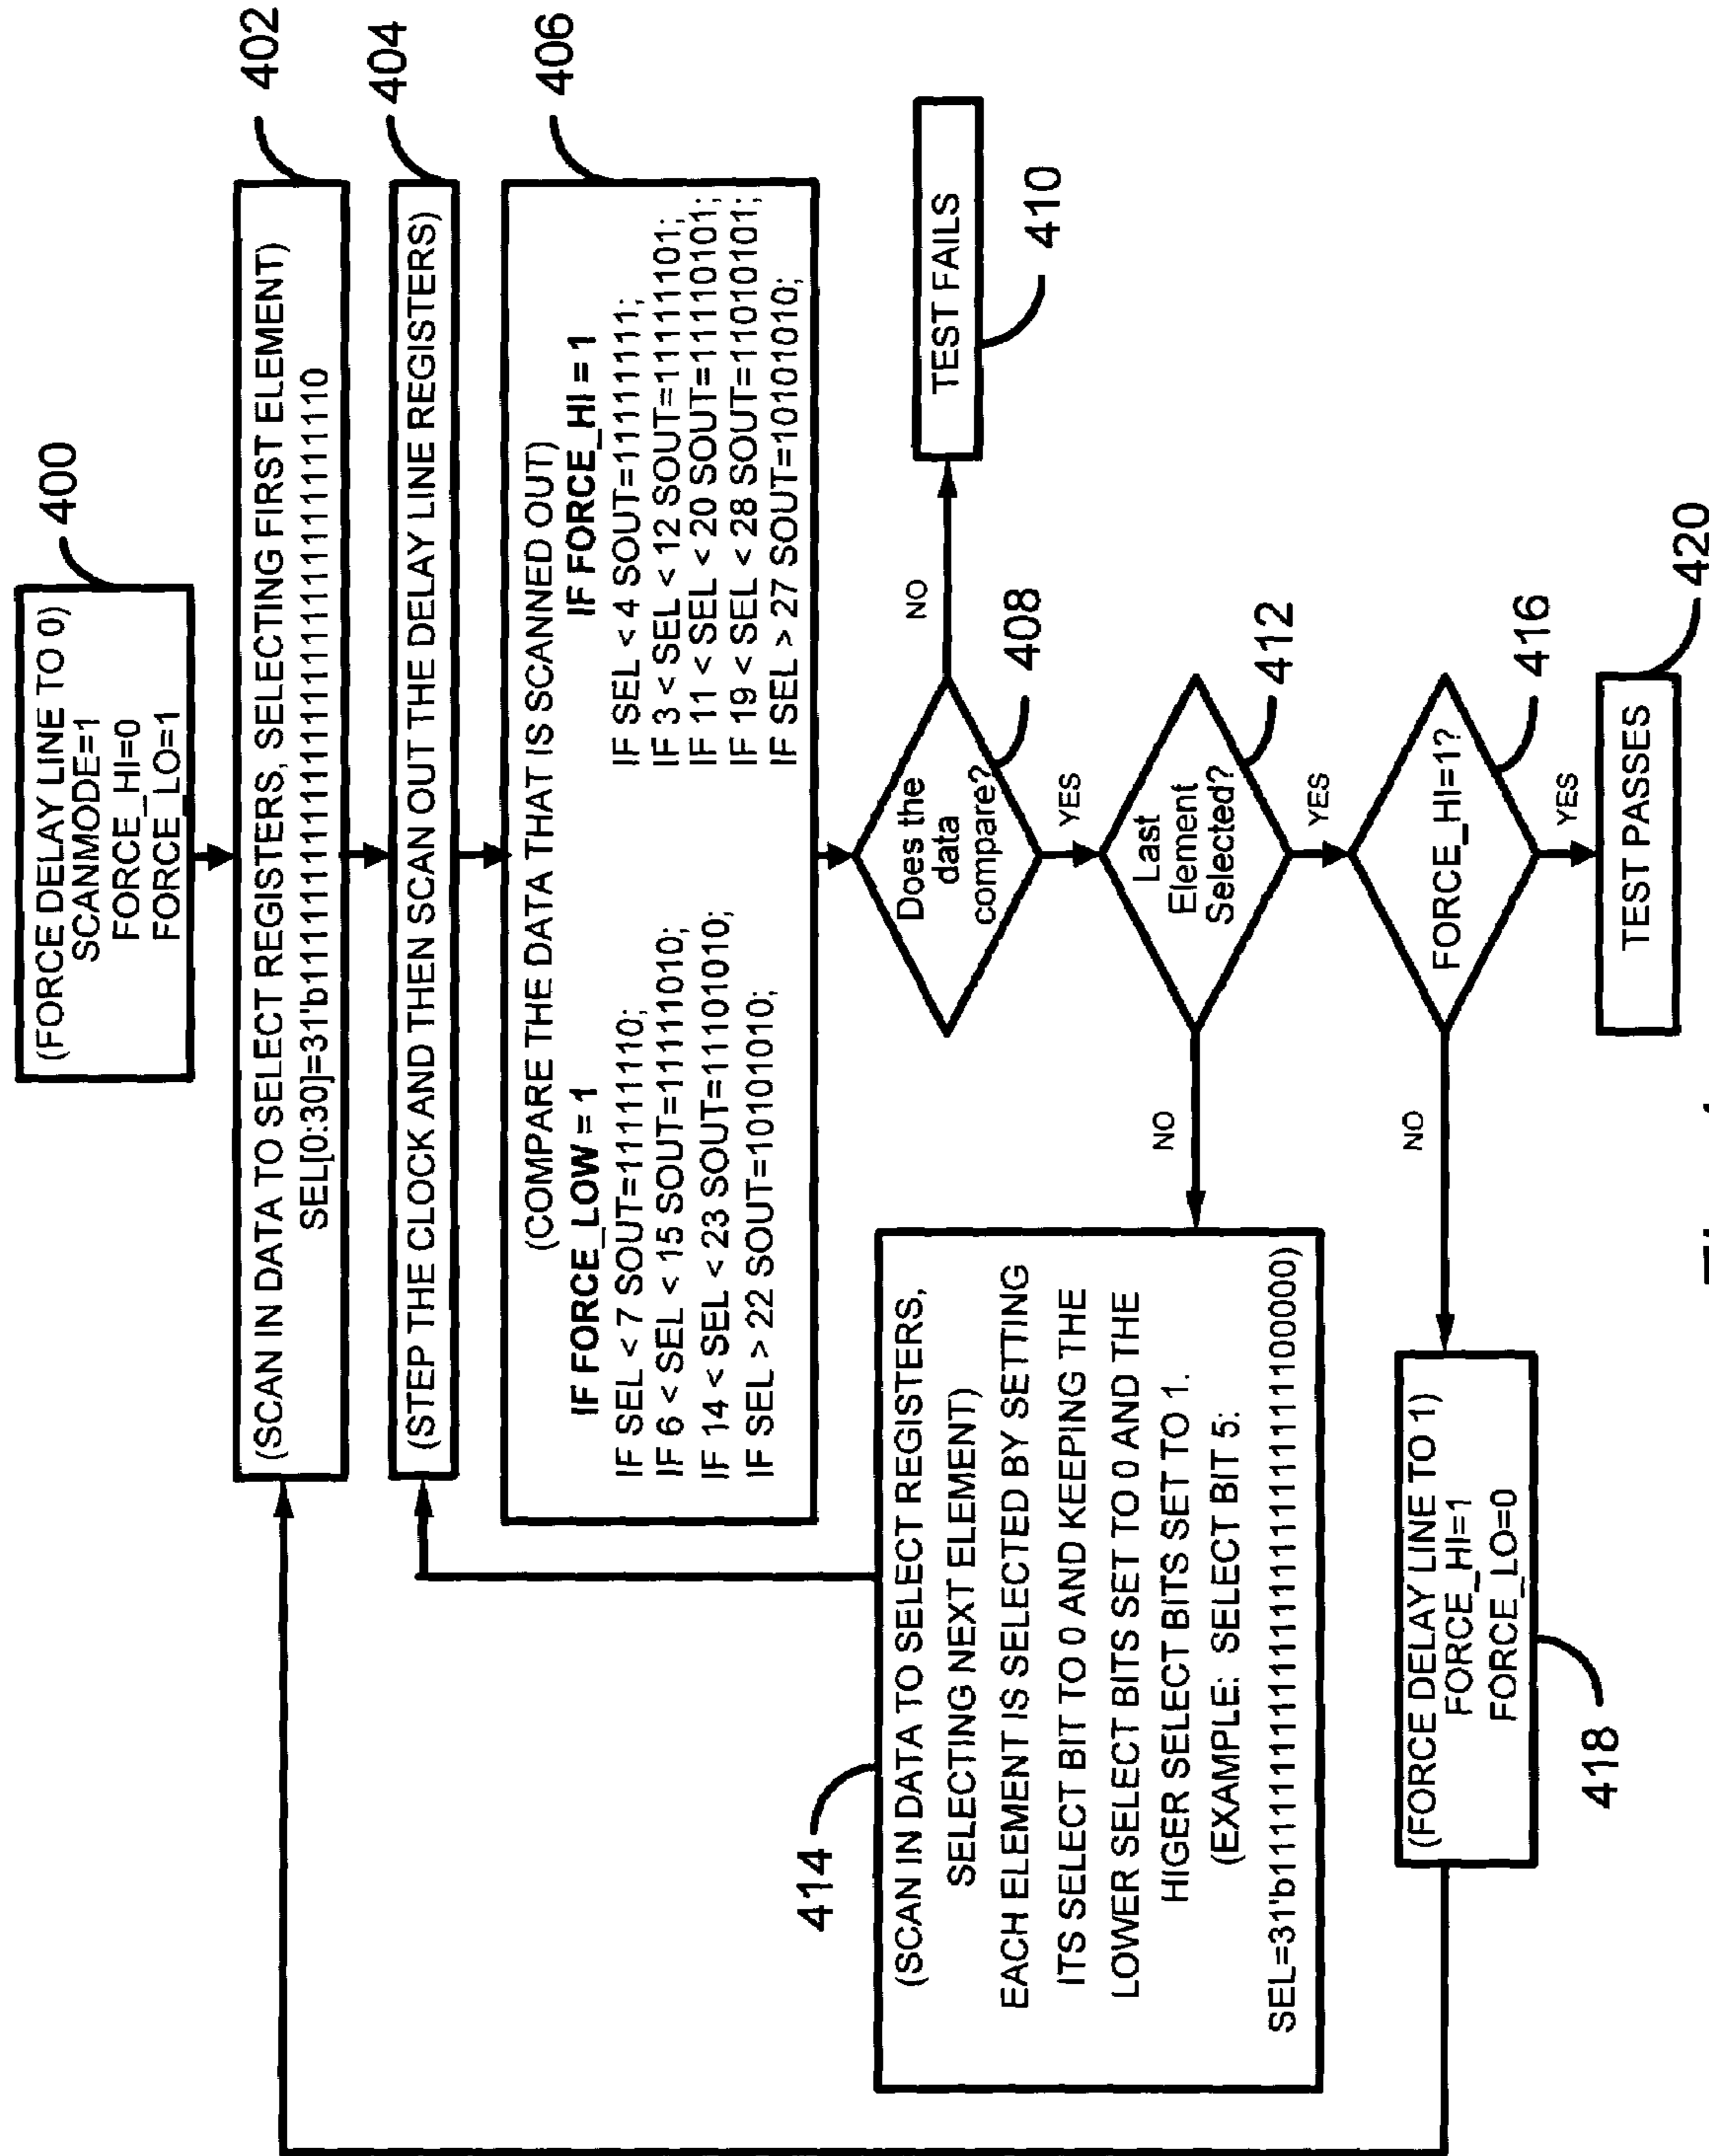 (FORCE DELAY LINE TO 0)
SCANMODE=1
FORCE_HI=0
FORCE_LO=1
400
(SCAN IN DATA TO SELECT REGISTERS, SELECTING FIRST ELEMENT)
SEL[0:30]=31'b1111111111111111111111111111110
402
(STEP THE CLOCK AND THEN SCAN OUT THE DELAY LINE REGISTERS)
404
(COMPARE THE DATA THAT IS SCANNED OUT)
IF FORCE_LOW = 1
IF SEL < 7 SOUT=11111110;
IF 6 < SEL < 15 SOUT=11111010;
IF 14 < SEL < 23 SOUT=11101010;
IF SEL > 22 SOUT=10101010;
IF FORCE_HI = 1
IF SEL < 4 SOUT=11111111;
IF 3 < SEL < 12 SOUT=11111101;
IF 11 < SEL < 20 SOUT=11110101;
IF 19 < SEL < 28 SOUT=11010101;
IF SEL > 27 SOUT=10101010;
406
Does the
data
compare?
408
NO
TEST FAILS
410
YES
Last
Element
Selected?
412
NO
(SCAN IN DATA TO SELECT REGISTERS,
SELECTING NEXT ELEMENT)
EACH ELEMENT IS SELECTED BY SETTING
ITS SELECT BIT TO 0 AND KEEPING THE
LOWER SELECT BITS SET TO 0 AND THE
HIGER SELECT BITS SET TO 1.
(EXAMPLE: SELECT BIT 5:
SEL=31'b1111111111111111111111111100000)
414
YES
FORCE_HI=1?
416
NO
(FORCE DELAY LINE TO 1)
FORCE_HI=1
FORCE_LO=0
418
YES
TEST PASSES
420